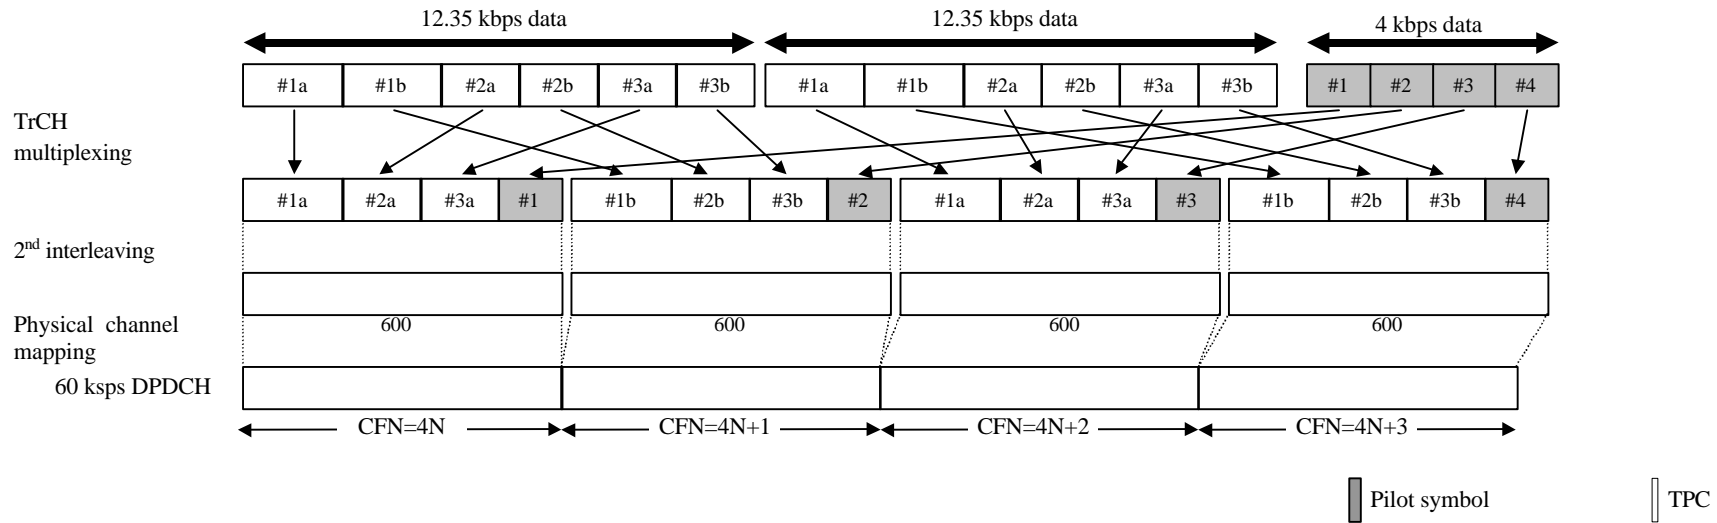 12.35 kbps data 12.35 kbps data 4 kbps data
#1a #1b #2a #2b #3a #3b #1a #1b #2a #2b #3a #3b #1 #2 #3 #4
TrCH
multiplexing
#1a #2a #3a #1 #1b #2b #3b #2 #1a #2a #3a #3 #1b #2b #3b #4
2nd interleaving
Physical channel
mapping
600 600 600 600
60 ksps DPDCH
CFN=4N CFN=4N+1 CFN=4N+2 CFN=4N+3
Pilot symbol TPC